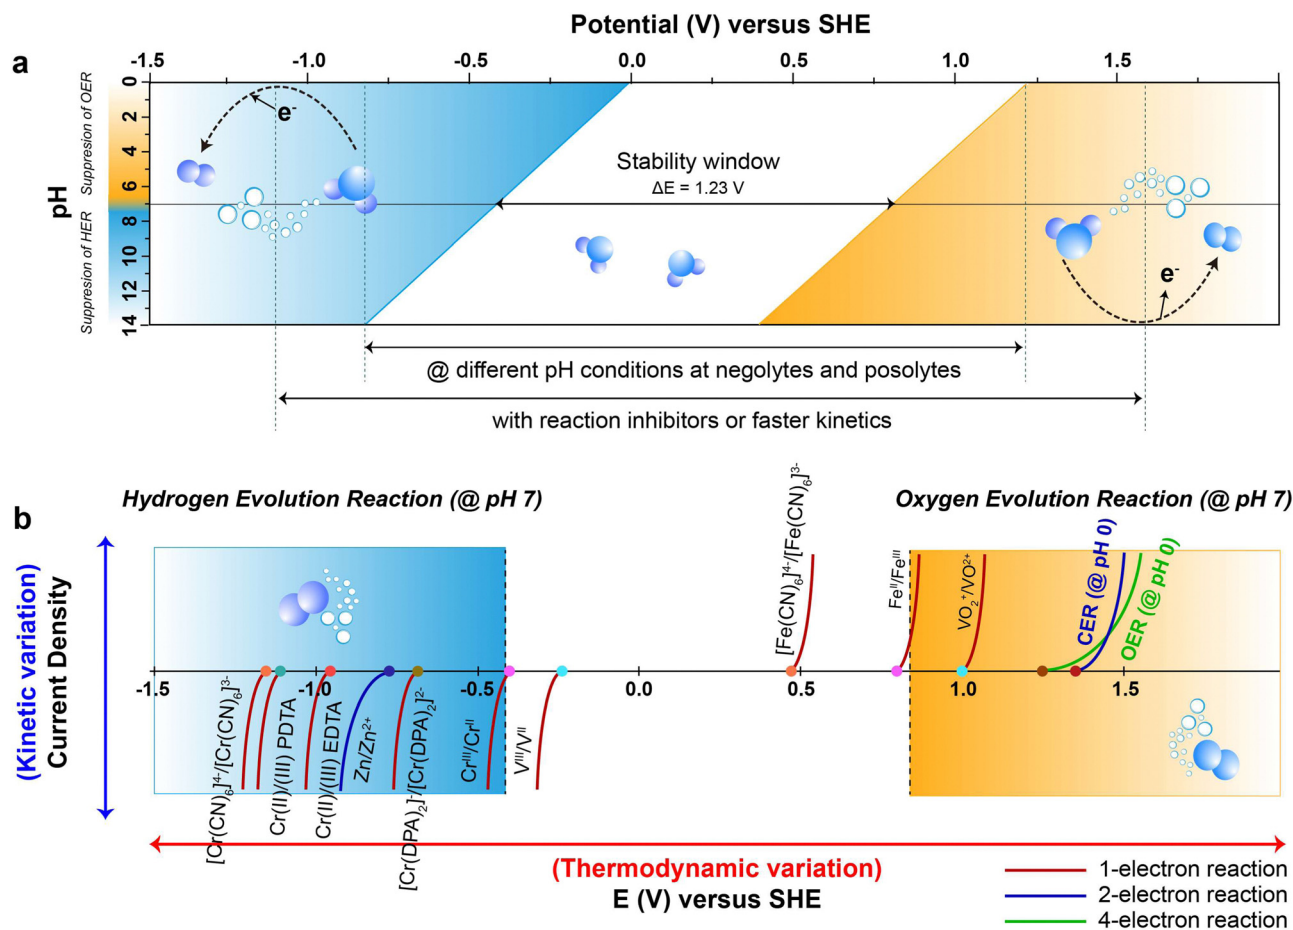 Potential (V) versus SHE
a
-1.5 -1.0 -0.5 0.0 0.5 1.0 1.5
Suppresion of OER
Suppresion of HER
pH
0
2
4
6
8
10
12
14
e-
Stability window
ΔE = 1.23 V
e-
@ different pH conditions at negolytes and posolytes
with reaction inhibitors or faster kinetics
b
Hydrogen Evolution Reaction (@ pH 7)
Oxygen Evolution Reaction (@ pH 7)
(Kinetic variation)
Current Density
-1.5 -1.0 -0.5 0.0 0.5 1.0 1.5
[Cr(CN)₆]⁴⁻/[Cr(CN)₆]³⁻
Cr(II)/(III) PDTA
Cr(II)/(III) EDTA
Zn/Zn²⁺
[Cr(DPA)₂]⁻/[Cr(DPA)₂]²⁻
Crᴵᴵᴵ/Crᴵᴵ
Vᴵᴵᴵ/Vᴵᴵ
[Fe(CN)₆]⁴⁻/[Fe(CN)₆]³⁻
Feᴵᴵ/Feᴵᴵᴵ
VO₂⁺/VO²⁺
CER (@ pH 0)
OER (@ pH 0)
(Thermodynamic variation)
E (V) versus SHE
1-electron reaction
2-electron reaction
4-electron reaction